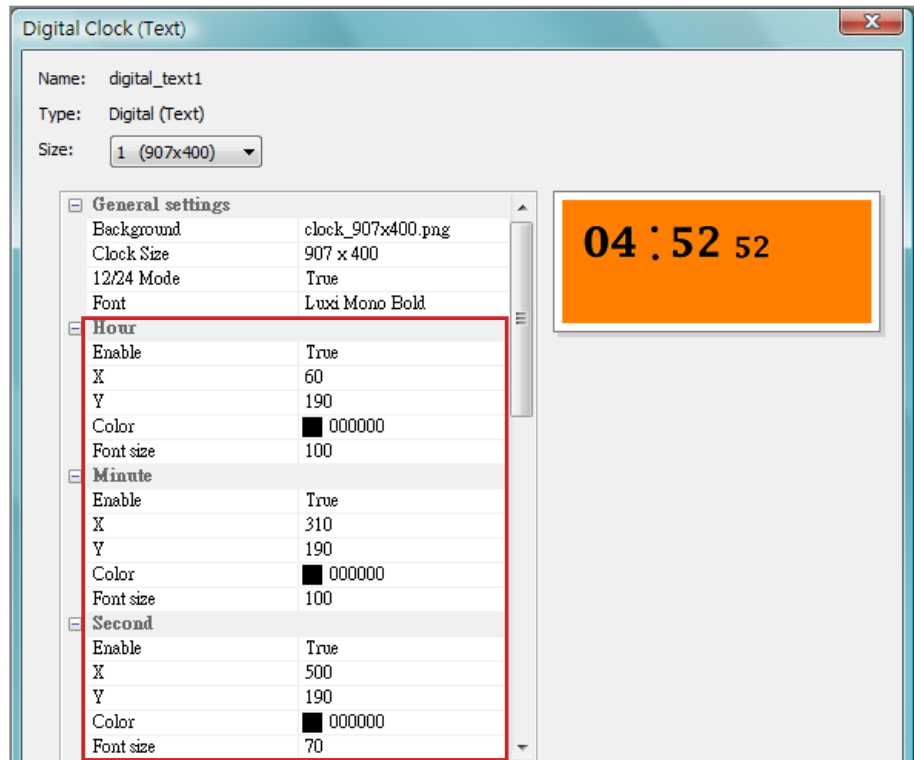 Digital Clock (Text)
Name: digital_text1
Type: Digital (Text)
Size: 1 (907x400)
General settings
Background clock_907x400.png
Clock Size 907 x 400
12/24 Mode True
Font Luxi Mono Bold
Hour
Enable True
X 60
Y 190
Color 000000
Font size 100
Minute
Enable True
X 310
Y 190
Color 000000
Font size 100
Second
Enable True
X 500
Y 190
Color 000000
Font size 70
04:52 52